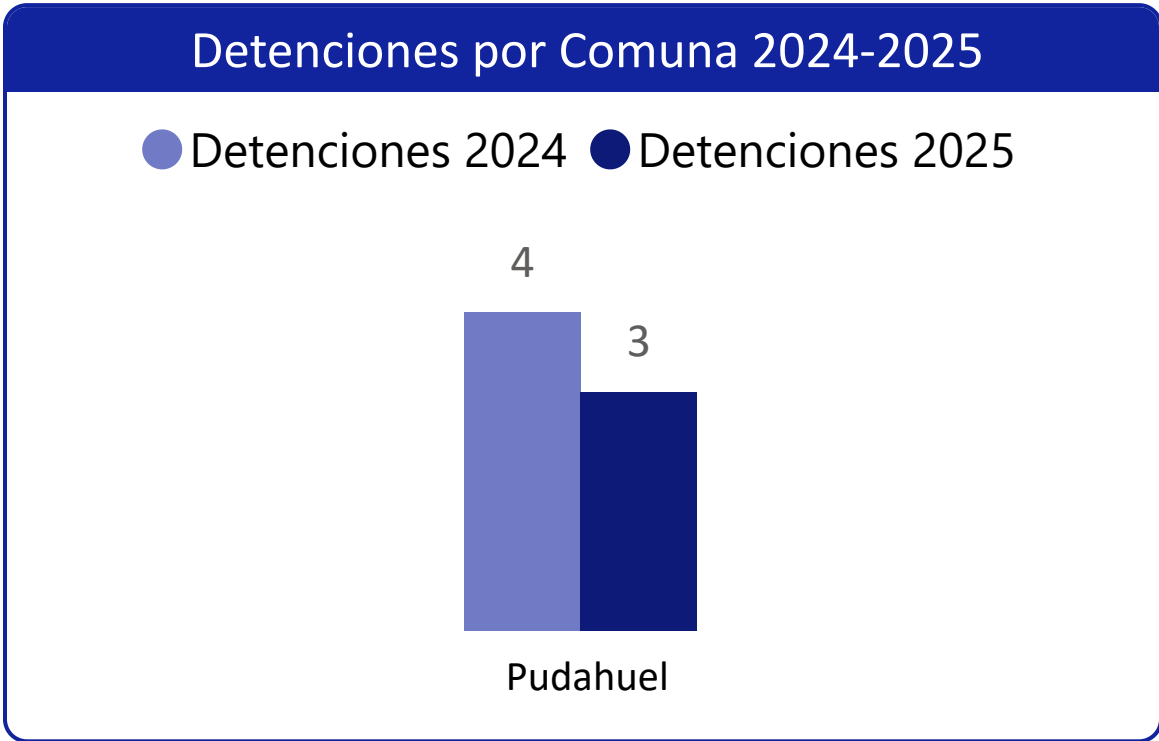 Detenciones por Comuna 2024-2025
Detenciones 2024 Detenciones 2025
4
3
Pudahuel